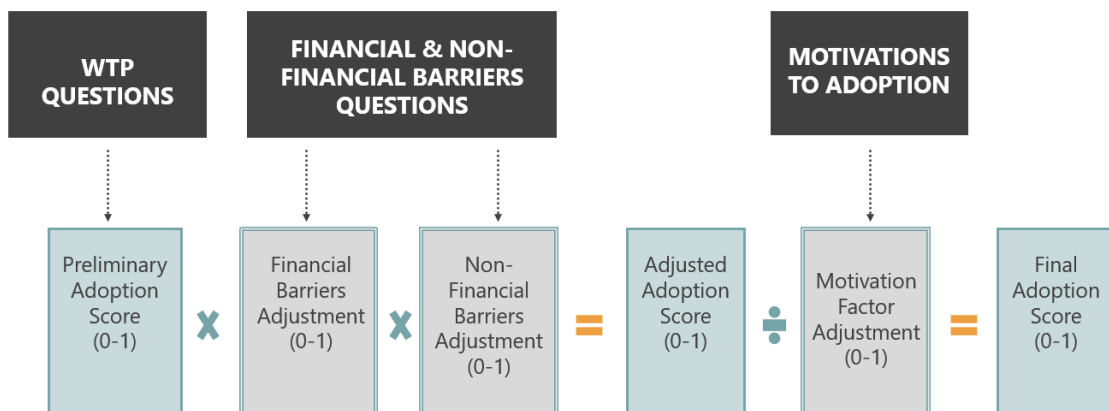 WTP
QUESTIONS
FINANCIAL & NON-
FINANCIAL BARRIERS
QUESTIONS
MOTIVATIONS
TO ADOPTION
Preliminary
Adoption
Score
(0-1)
×
Financial
Barriers
Adjustment
(0-1)
×
Non-
Financial
Barriers
Adjustment
(0-1)
=
Adjusted
Adoption
Score
(0-1)
÷
Motivation
Factor
Adjustment
(0-1)
=
Final
Adoption
Score
(0-1)